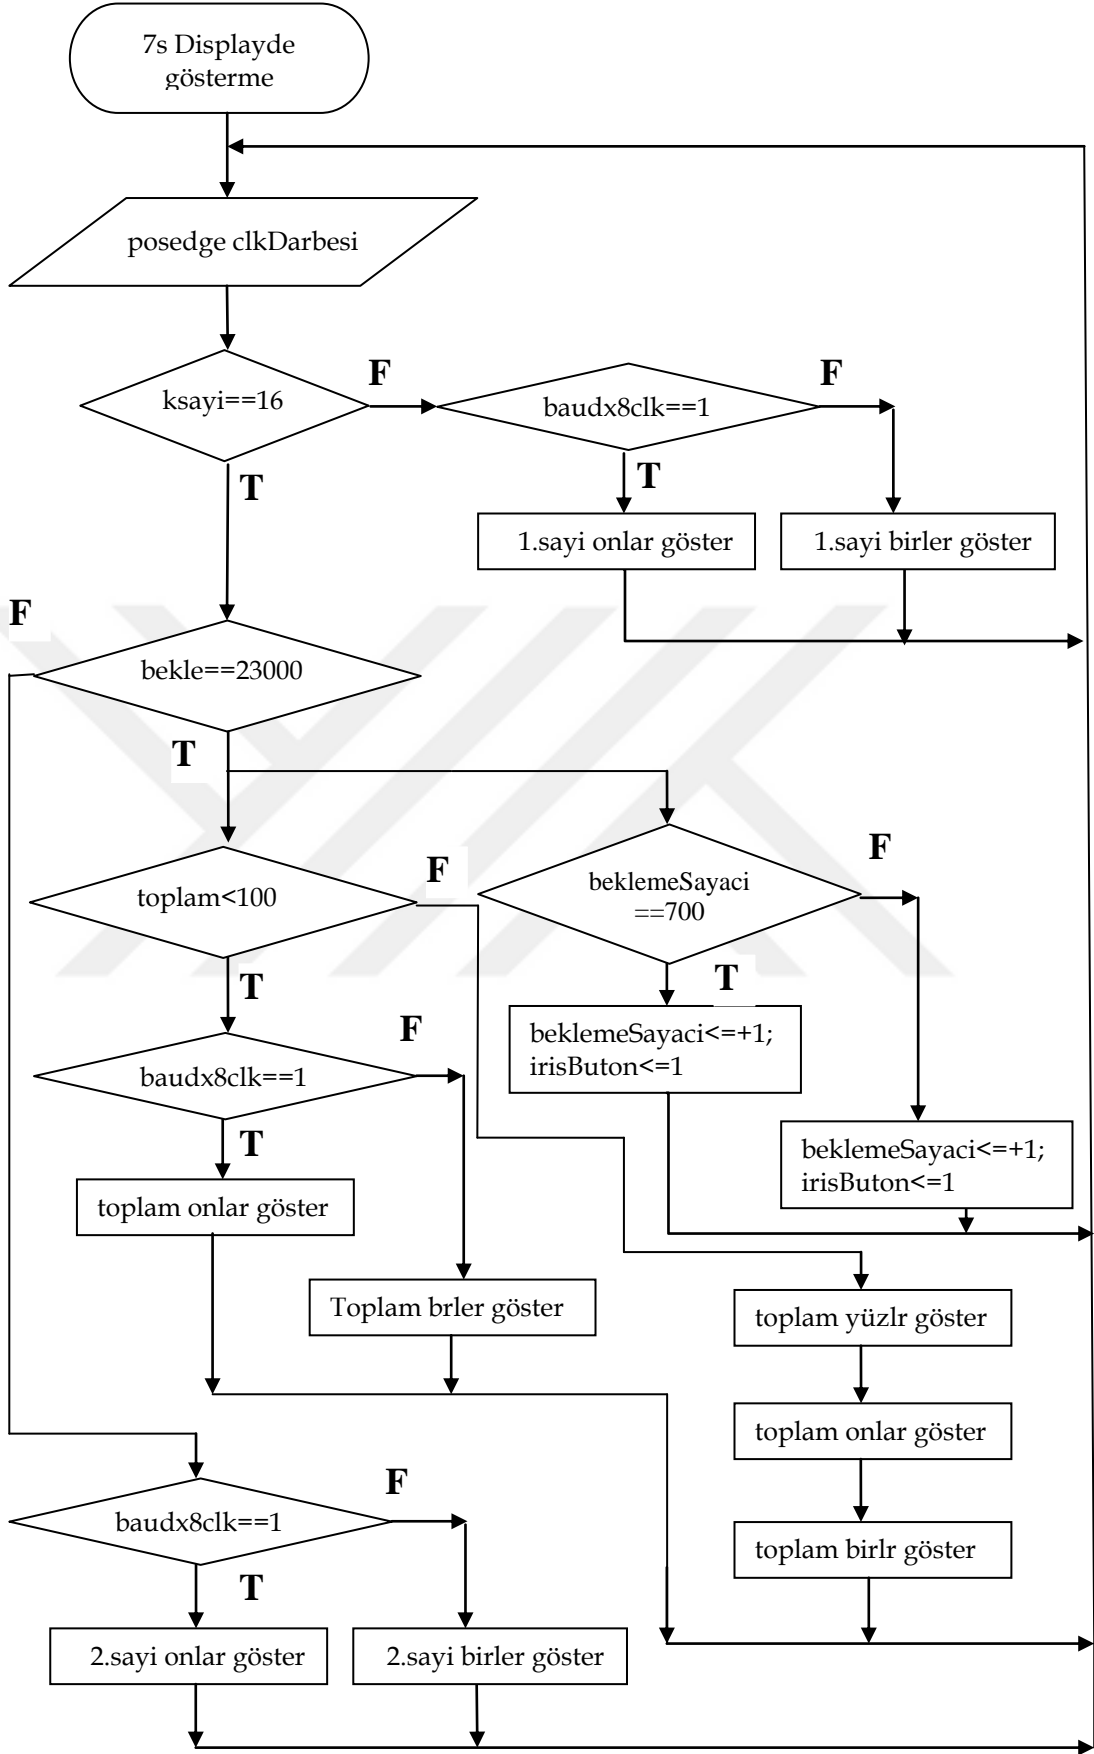 7s Displayde
gösterme
posedge clkDarbesi
ksayi==16
F
baudx8clk==1
F
T
T
1.sayi onlar göster
1.sayi birler göster
F
bekle==23000
T
toplam<100
F
beklemeSayaci
==700
F
T
T
beklemeSayaci<=+1;
irisButon<=1
baudx8clk==1
F
T
beklemeSayaci<=+1;
irisButon<=1
toplam onlar göster
Toplam brler göster
toplam yüzlr göster
toplam onlar göster
toplam birlr göster
baudx8clk==1
F
T
2.sayi onlar göster
2.sayi birler göster